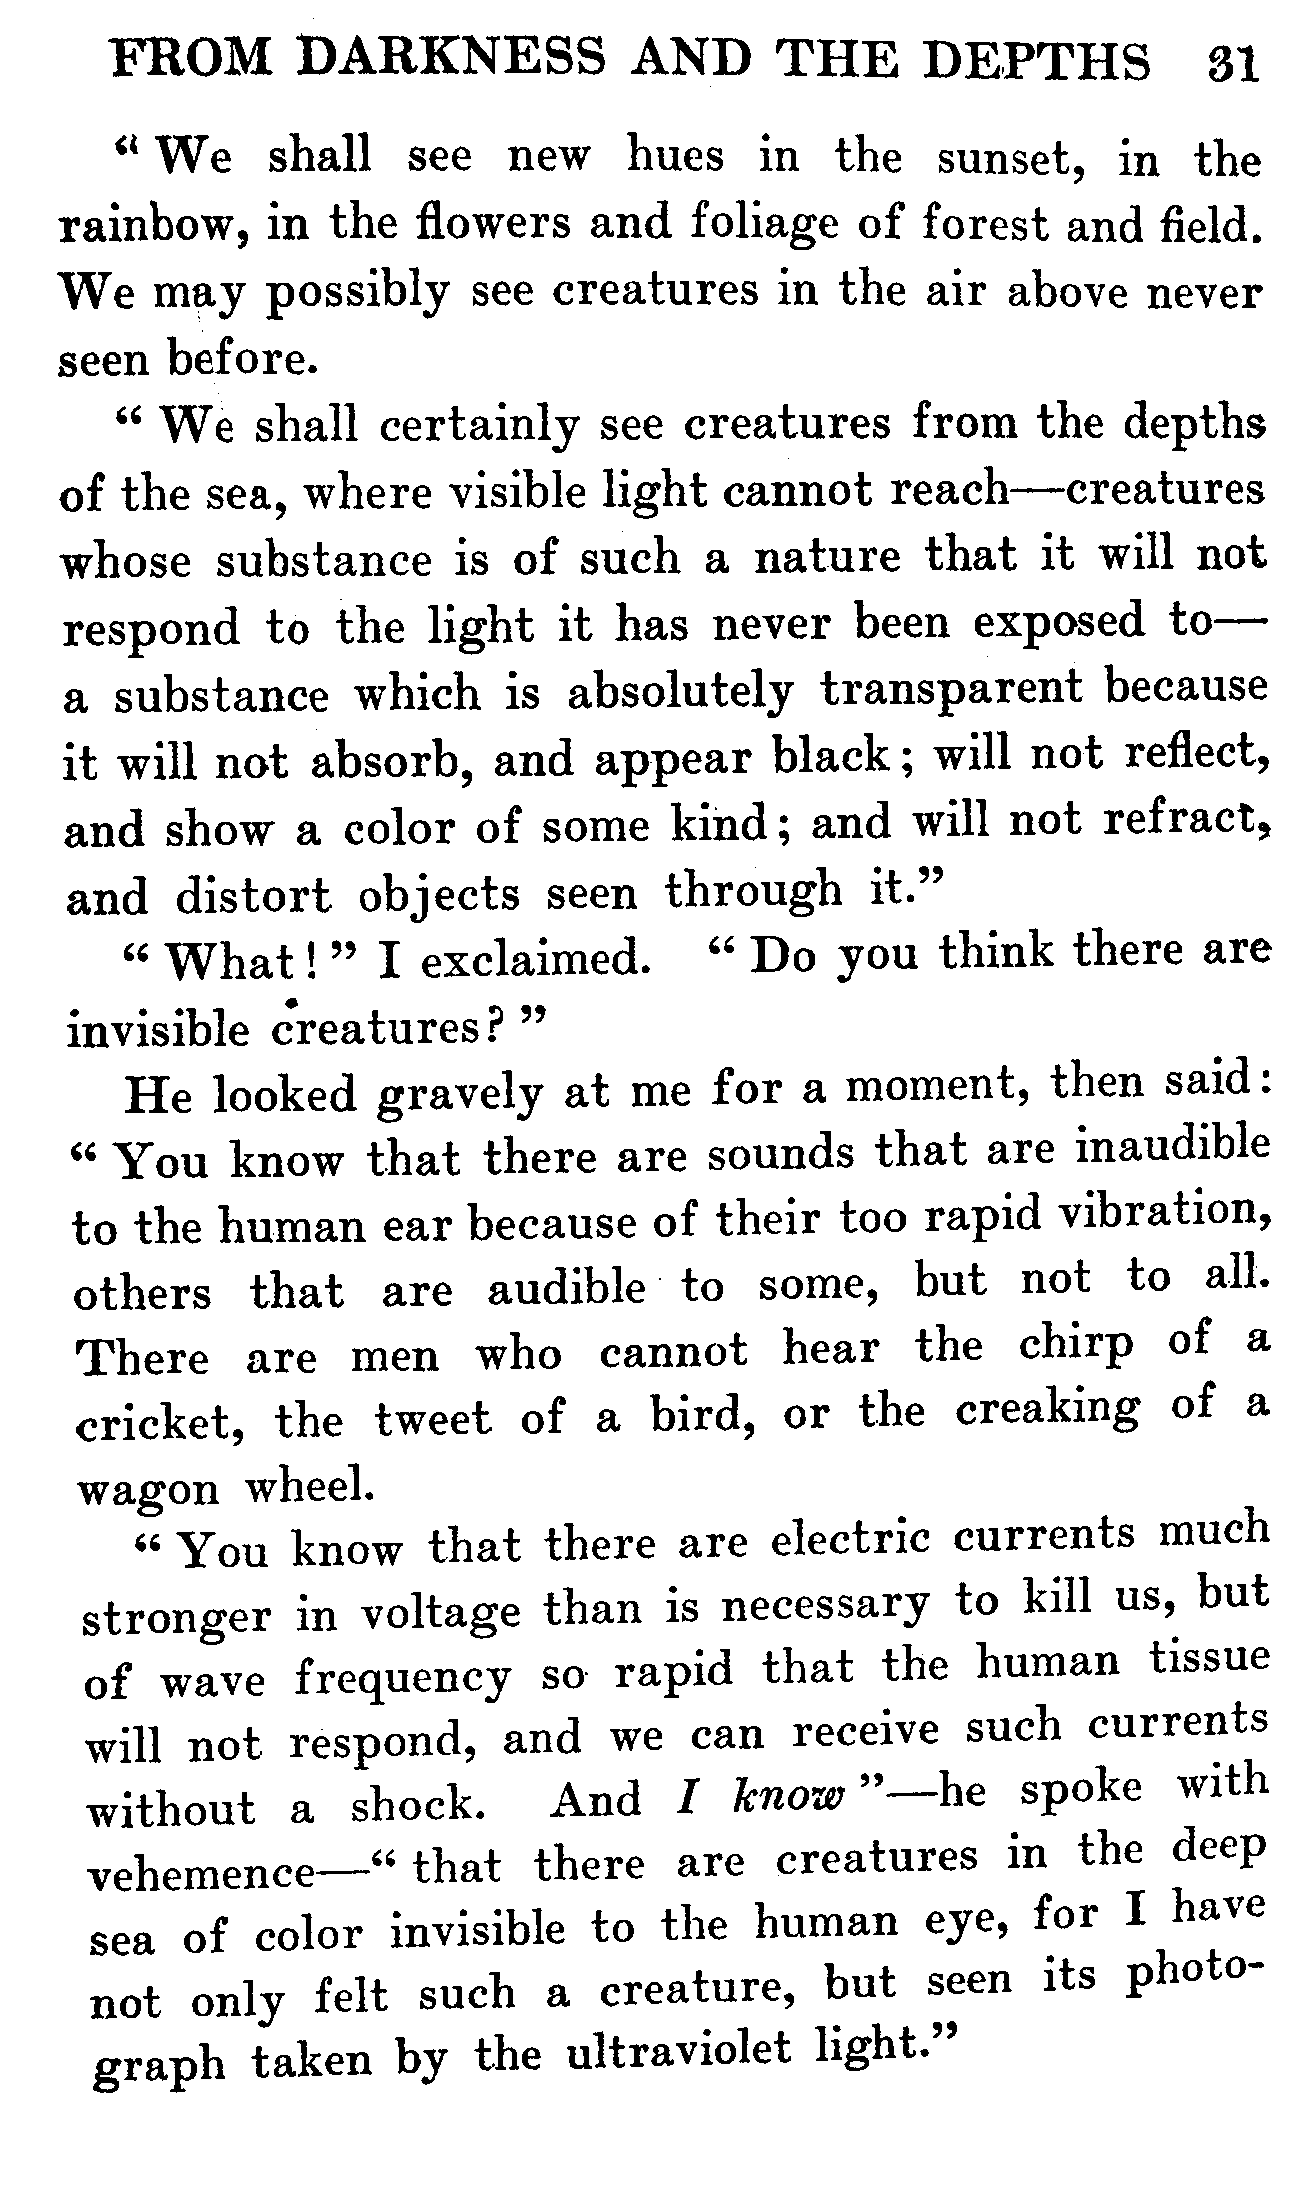 FROM DARKNESS AND THE DEPTHS 31
“ We shall see new hues in the sunset, in the
rainbow, in the flowers and foliage of forest and field.
We may possibly see creatures in the air above never
seen before.
“ We shall certainly see creatures from the depths
of the sea, where visible light cannot reach—creatures
whose substance is of such a nature that it will not
respond to the light it has never been exposed to—
a substance which is absolutely transparent because
it will not absorb, and appear black; will not reflect,
and show a color of some kind; and will not refract,
and distort objects seen through it.”
“ What! ” I exclaimed. “ Do you think there are
invisible creatures? ”
He looked gravely at me for a moment, then said:
“ You know that there are sounds that are inaudible
to the human ear because of their too rapid vibration,
others that are audible to some, but not to all.
There are men who cannot hear the chirp of a
cricket, the tweet of a bird, or the creaking of a
wagon wheel.
“ You know that there are electric currents much
stronger in voltage than is necessary to kill us, but
of wave frequency so rapid that the human tissue
will not respond, and we can receive such currents
without a shock. And I know ”—he spoke with
vehemence—“ that there are creatures in the deep
sea of color invisible to the human eye, for I have
not only felt such a creature, but seen its photo-
graph taken by the ultraviolet light.”